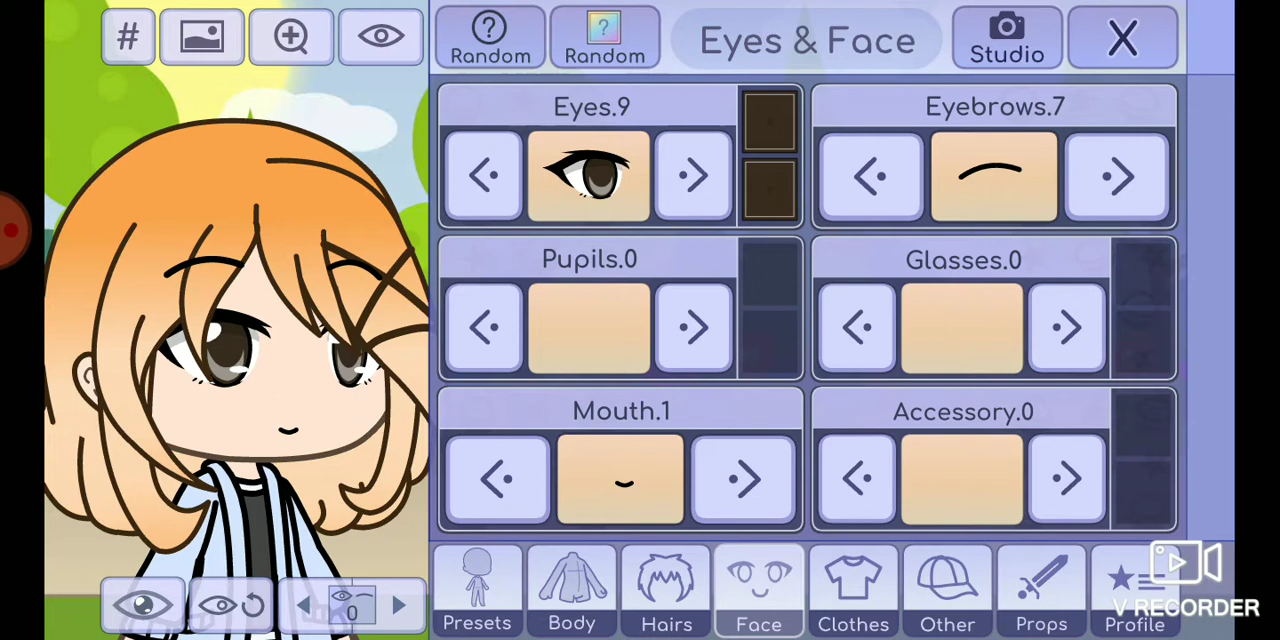 #
?
Random
?
Random
Eyes & Face
Studio
X
Eyes.9
Eyebrows.7
Pupils.0
Glasses.0
Mouth.1
Accessory.0
0
Presets
Body
Hairs
Face
Clothes
Other
Props
Profile
V RECORDER